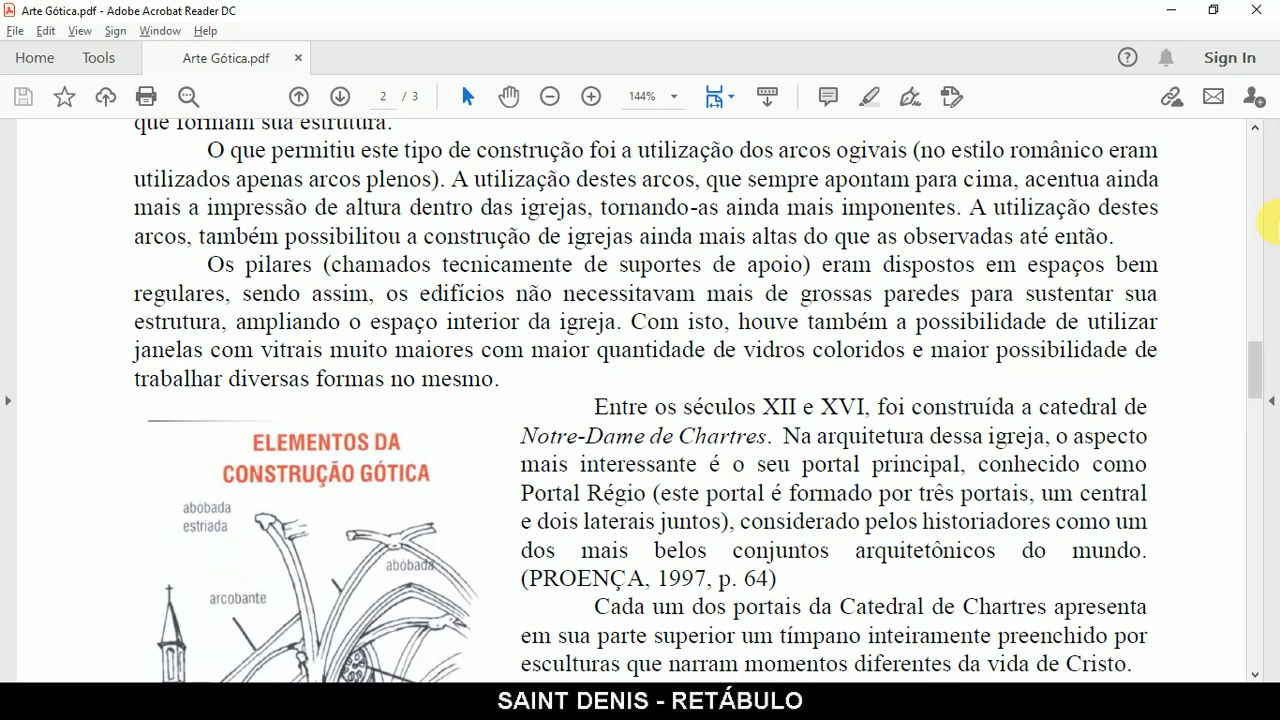 Arte Gótica.pdf - Adobe Acrobat Reader DC
File Edit View Sign Window Help
Home Tools Arte Gótica.pdf × Sign In
2 / 3 144%
que formam sua estrutura.
O que permitiu este tipo de construção foi a utilização dos arcos ogivais (no estilo românico eram
utilizados apenas arcos plenos). A utilização destes arcos, que sempre apontam para cima, acentua ainda
mais a impressão de altura dentro das igrejas, tornando-as ainda mais imponentes. A utilização destes
arcos, também possibilitou a construção de igrejas ainda mais altas do que as observadas até então.
Os pilares (chamados tecnicamente de suportes de apoio) eram dispostos em espaços bem
regulares, sendo assim, os edifícios não necessitavam mais de grossas paredes para sustentar sua
estrutura, ampliando o espaço interior da igreja. Com isto, houve também a possibilidade de utilizar
janelas com vitrais muito maiores com maior quantidade de vidros coloridos e maior possibilidade de
trabalhar diversas formas no mesmo.
Entre os séculos XII e XVI, foi construída a catedral de
Notre-Dame de Chartres. Na arquitetura dessa igreja, o aspecto
mais interessante é o seu portal principal, conhecido como
Portal Régio (este portal é formado por três portais, um central
e dois laterais juntos), considerado pelos historiadores como um
dos mais belos conjuntos arquitetônicos do mundo.
(PROENÇA, 1997, p. 64)
Cada um dos portais da Catedral de Chartres apresenta
em sua parte superior um tímpano inteiramente preenchido por
esculturas que narram momentos diferentes da vida de Cristo.
ELEMENTOS DA
CONSTRUÇÃO GÓTICA
abóbada
estriada
abóbada
arcobante
SAINT DENIS - RETÁBULO